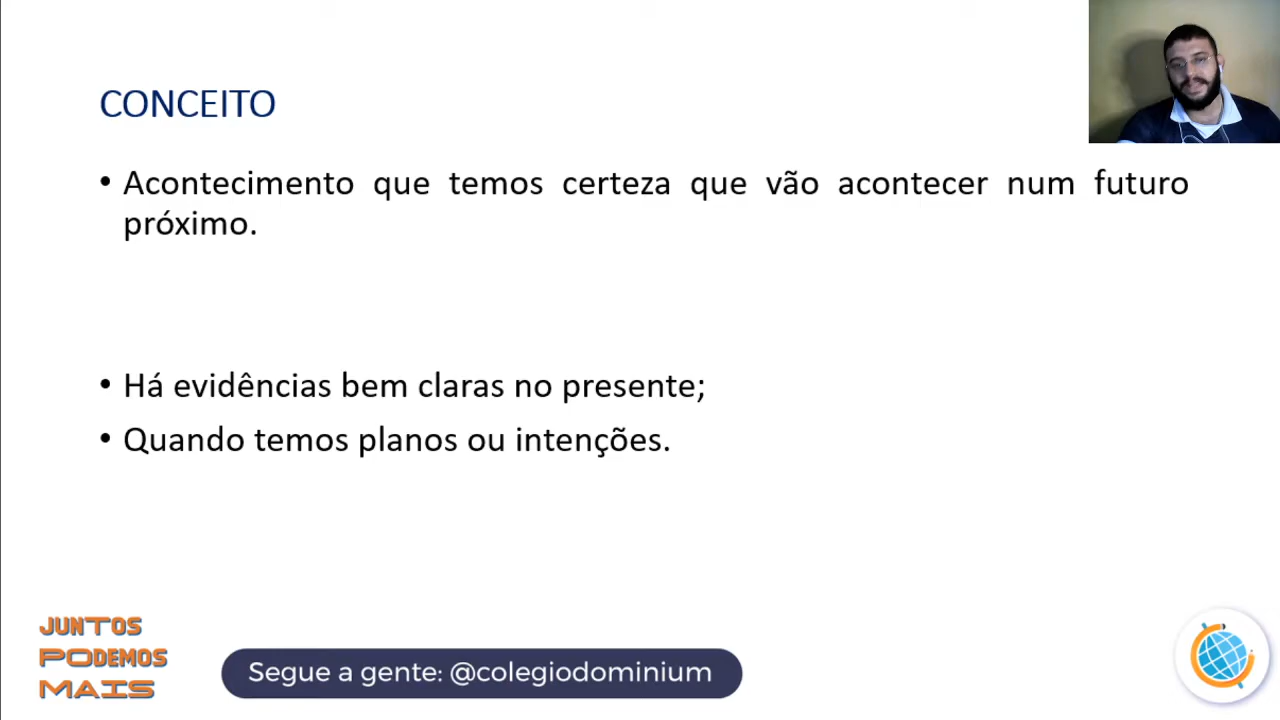 CONCEITO
• Acontecimento que temos certeza que vão acontecer num futuro
próximo.
• Há evidências bem claras no presente;
• Quando temos planos ou intenções.
JUNTOS
PODEMOS
MAIS
Segue a gente: @colegiodominium